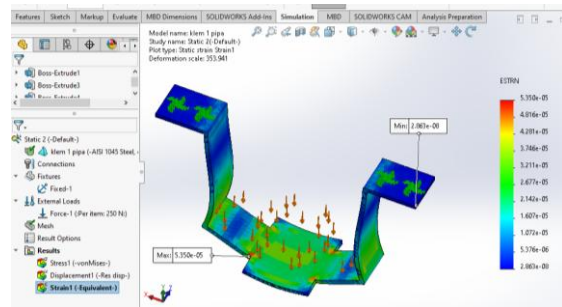 Features Sketch Markup Evaluate MBD Dimensions SOLIDWORKS Add-Ins Simulation MBD SOLIDWORKS CAM Analysis Preparation
Model name: klem 1 pipa
Study name: Static 2(-Default-)
Plot type: Static strain Strain1
Deformation scale: 353.941
Boss-Extrude1
Boss-Extrude3
Static 2 (-Default-)
klem 1 pipa (-AISI 1045 Steel,
Connections
Fixtures
Fixed-1
External Loads
Force-1 (:Per item: 250 N:)
Mesh
Result Options
Results
Stress1 (-vonMises-)
Displacement1 (-Res disp-)
Strain1 (-Equivalent-)
Min: 2.863e-08
Max: 5.350e-05
ESTRN
5.350e-05
4.816e-05
4.281e-05
3.746e-05
3.211e-05
2.677e-05
2.142e-05
1.607e-05
1.072e-05
5.376e-06
2.863e-08